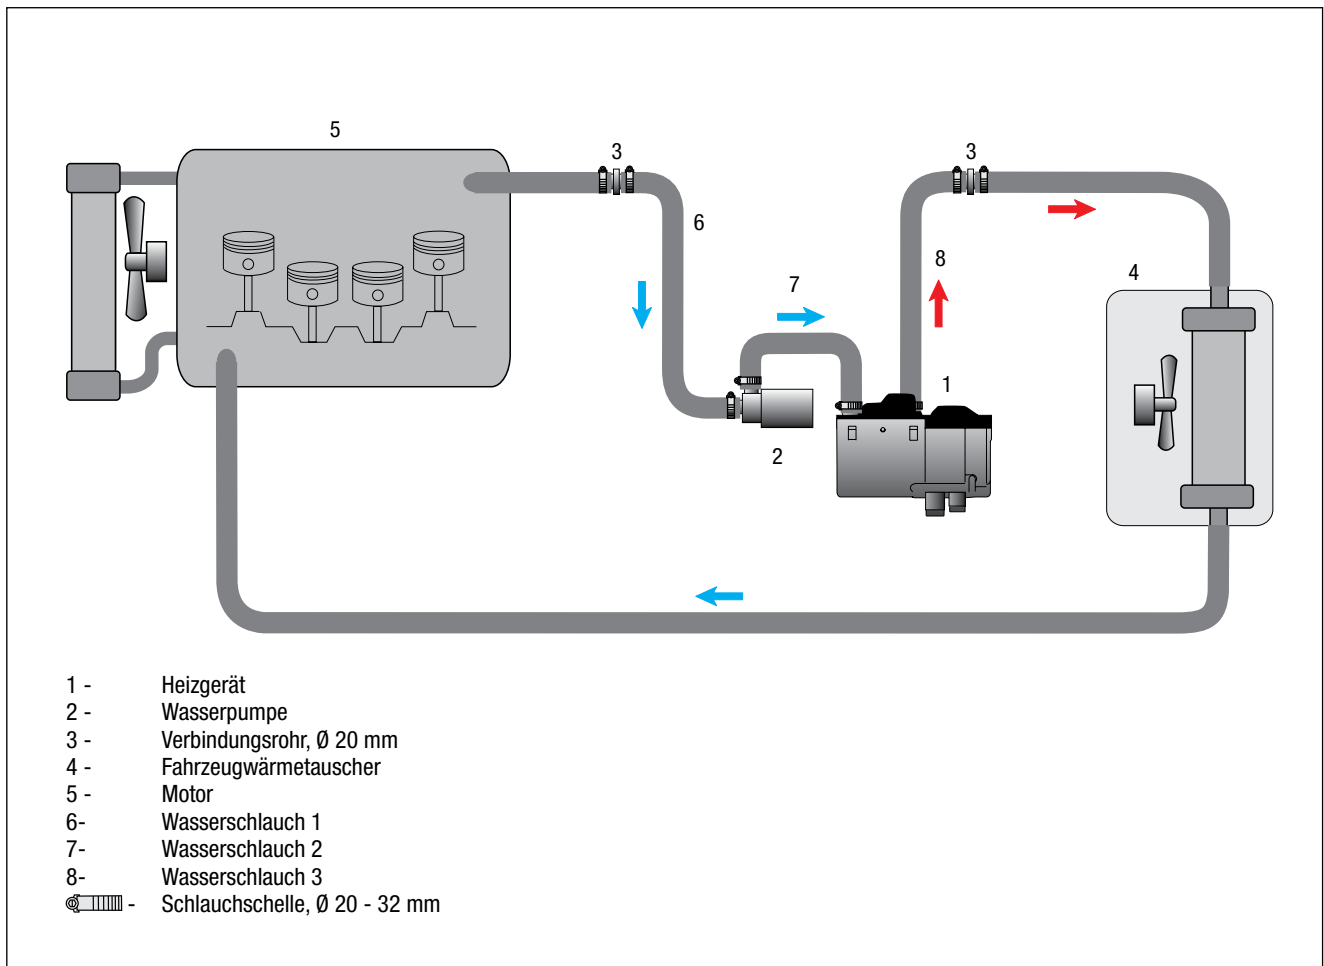 5
3
3
6
8
4
7
1
2
1 - Heizgerät
2 - Wasserpumpe
3 - Verbindungsrohr, Ø 20 mm
4 - Fahrzeugwärmetauscher
5 - Motor
6- Wasserschlauch 1
7- Wasserschlauch 2
8- Wasserschlauch 3
- Schlauchschelle, Ø 20 - 32 mm